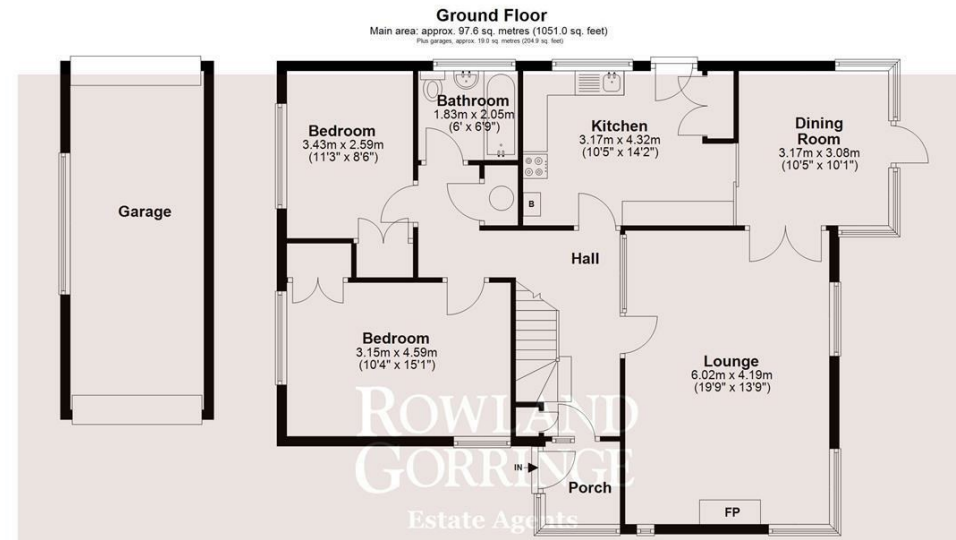 Ground Floor
Main area: approx. 97.6 sq. metres (1051.0 sq. feet)
Plus garages, approx. 19.0 sq. metres (204.9 sq. feet)
Garage
Bedroom
3.43m x 2.59m
(11'3" x 8'6")
Bathroom
1.83m x 2.05m
(6' x 6'9")
Kitchen
3.17m x 4.32m
(10'5" x 14'2")
B
Dining
Room
3.17m x 3.08m
(10'5" x 10'1")
Hall
Bedroom
3.15m x 4.59m
(10'4" x 15'1")
Lounge
6.02m x 4.19m
(19'9" x 13'9")
IN
Porch
FP
ROWLAND
GORRINGE
Estate Agents